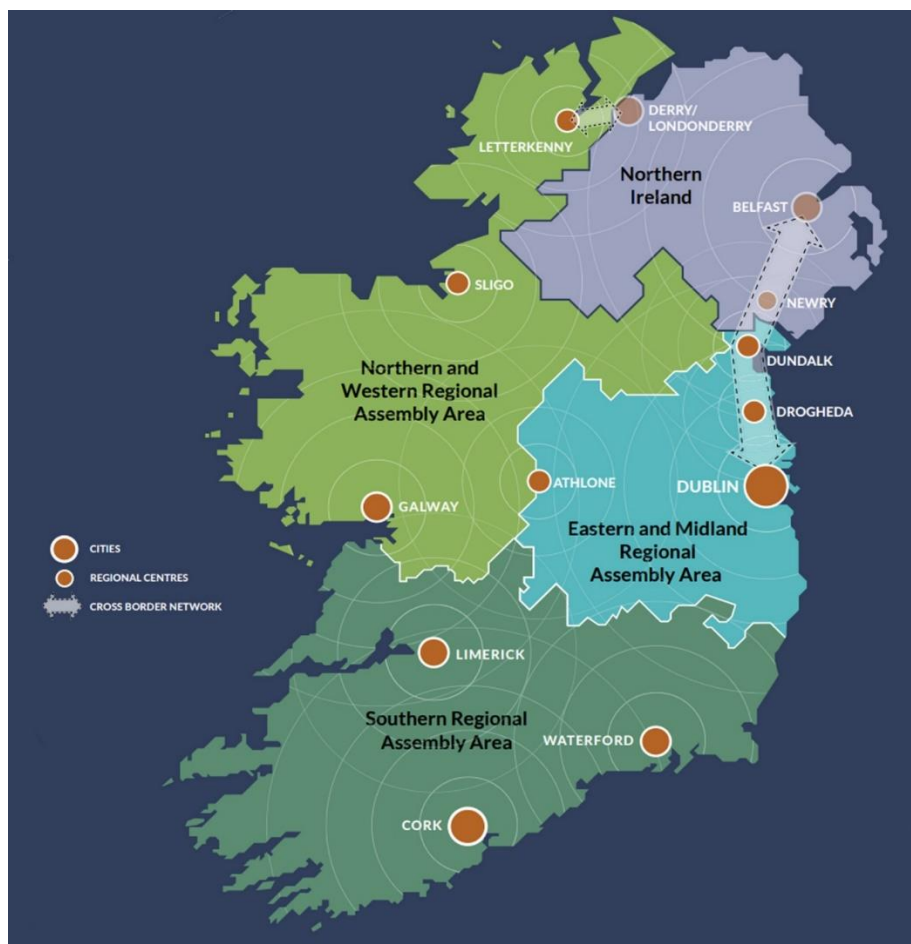 DERRY/
LONDONDERRY
LETTERKENNY
Northern
Ireland
BELFAST
SLIGO
NEWRY
DUNDALK
Northern and
Western Regional
Assembly Area
DROGHEDA
ATHLONE
DUBLIN
GALWAY
Eastern and Midland
Regional
Assembly Area
CITIES
REGIONAL CENTRES
CROSS BORDER NETWORK
LIMERICK
Southern Regional
Assembly Area
WATERFORD
CORK